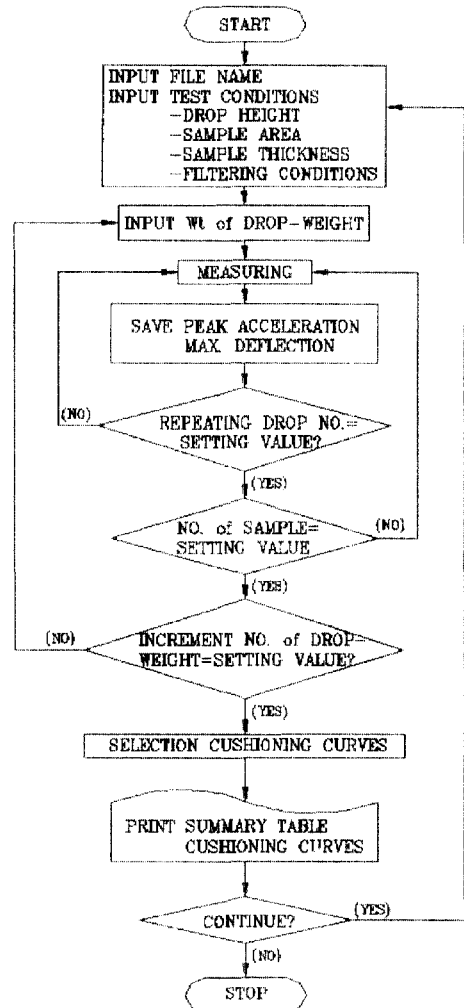 START
INPUT FILE NAME
INPUT TEST CONDITIONS
-DROP HEIGHT
-SAMPLE AREA
-SAMPLE THICKNESS
-FILTERING CONDITIONS
INPUT Wt of DROP-WEIGHT
MEASURING
SAVE PEAK ACCELERATION
MAX. DEFLECTION
(NO)
REPEATING DROP NO.=
SETTING VALUE?
(YES)
NO. of SAMPLE=
SETTING VALUE
(NO)
(YES)
(NO)
INCREMENT NO. of DROP-
WEIGHT=SETTING VALUE?
(YES)
SELECTION CUSHIONING CURVES
PRINT SUMMARY TABLE
CUSHIONING CURVES
CONTINUE?
(YES)
(NO)
STOP